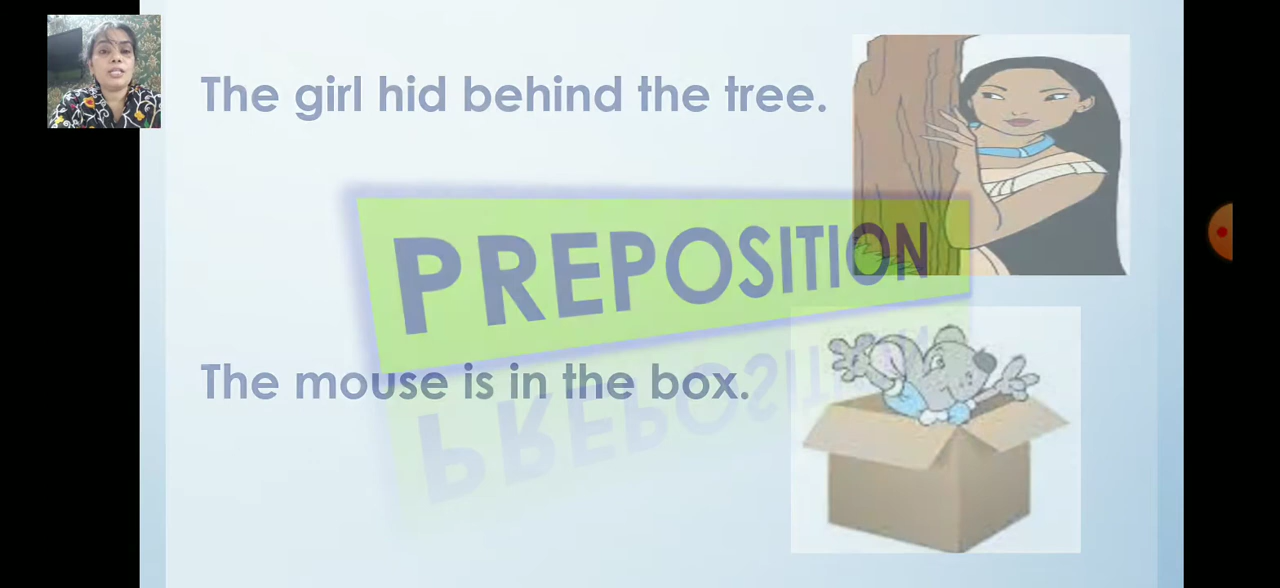 The girl hid behind the tree.
PREPOSITION
The mouse is in the box.